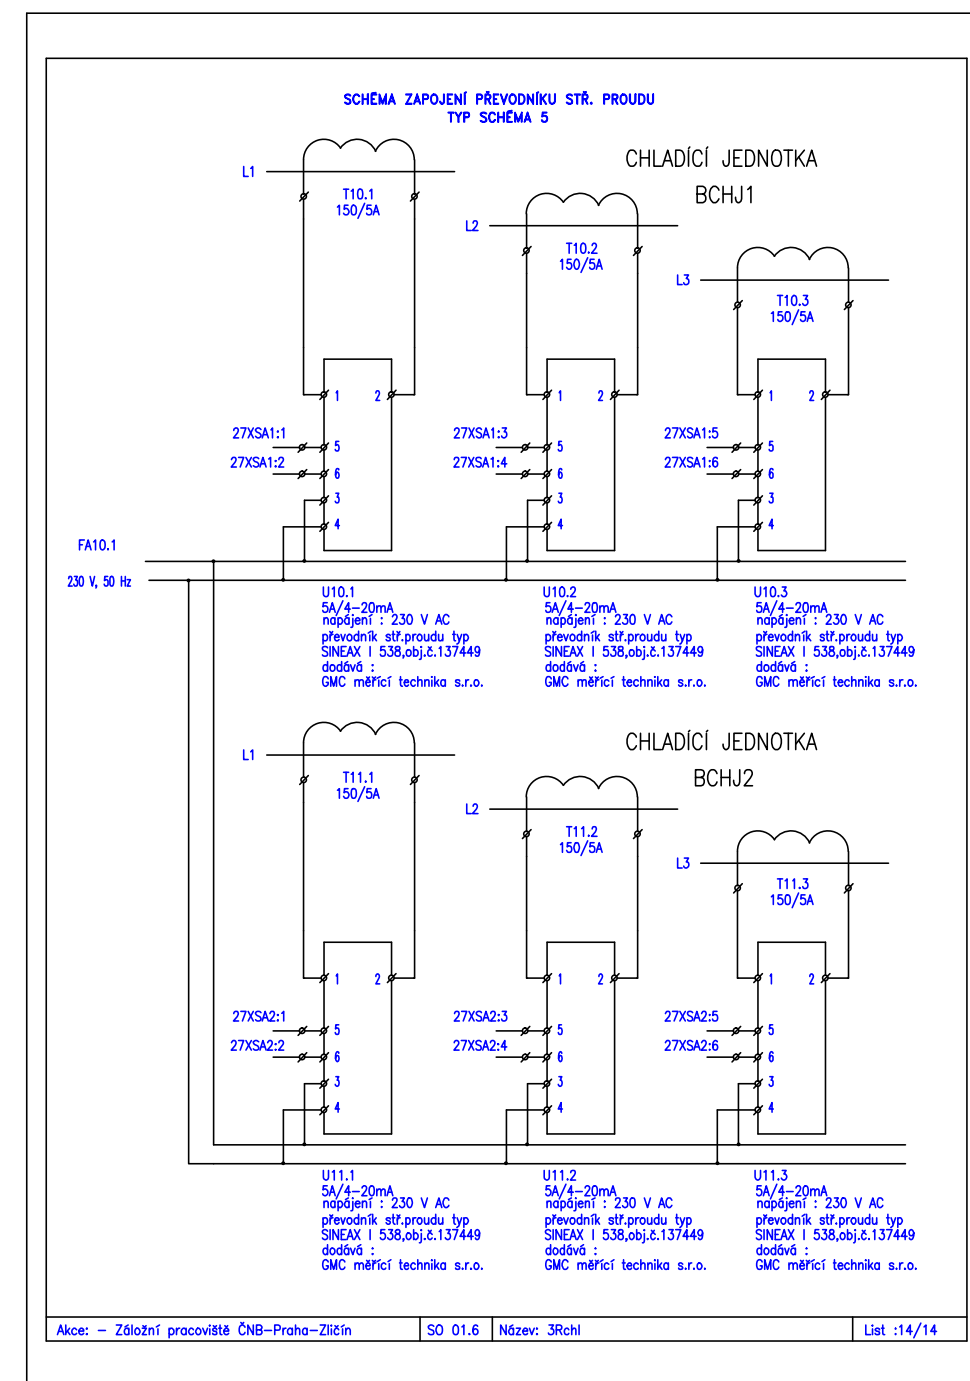 SCHÉMA ZAPOJENÍ PŘEVODNÍKU STŘ. PROUDU
TYP SCHÉMA 5
CHLADÍCÍ JEDNOTKA
BCHJ1
L1
T10.1
150/5A
L2
T10.2
150/5A
L3
T10.3
150/5A
1 2
1 2
1 2
27XSA1:1
5
27XSA1:2
6
3
4
27XSA1:3
5
27XSA1:4
6
3
4
27XSA1:5
5
27XSA1:6
6
3
4
FA10.1
230 V, 50 Hz
U10.1
5A/4-20mA
napájení : 230 V AC
převodník stř.proudu typ
SINEAX I 538,obj.č.137449
dodává :
GMC měřící technika s.r.o.
U10.2
5A/4-20mA
napájení : 230 V AC
převodník stř.proudu typ
SINEAX I 538,obj.č.137449
dodává :
GMC měřící technika s.r.o.
U10.3
5A/4-20mA
napájení : 230 V AC
převodník stř.proudu typ
SINEAX I 538,obj.č.137449
dodává :
GMC měřící technika s.r.o.
CHLADÍCÍ JEDNOTKA
BCHJ2
L1
T11.1
150/5A
L2
T11.2
150/5A
L3
T11.3
150/5A
1 2
1 2
1 2
27XSA2:1
5
27XSA2:2
6
3
4
27XSA2:3
5
27XSA2:4
6
3
4
27XSA2:5
5
27XSA2:6
6
3
4
U11.1
5A/4-20mA
napájení : 230 V AC
převodník stř.proudu typ
SINEAX I 538,obj.č.137449
dodává :
GMC měřící technika s.r.o.
U11.2
5A/4-20mA
napájení : 230 V AC
převodník stř.proudu typ
SINEAX I 538,obj.č.137449
dodává :
GMC měřící technika s.r.o.
U11.3
5A/4-20mA
napájení : 230 V AC
převodník stř.proudu typ
SINEAX I 538,obj.č.137449
dodává :
GMC měřící technika s.r.o.
Akce: - Záložní pracoviště ČNB-Praha-Zličín SO 01.6 Název: 3Rchl List :14/14